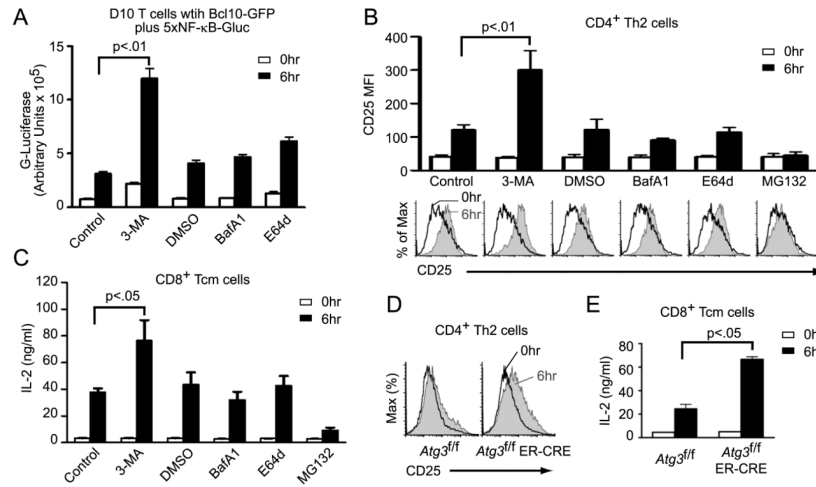 A
D10 T cells wtih Bcl10-GFP
plus 5xNF-κB-Gluc
p<.01
0hr
6hr
G-Luciferase
(Arbitrary Units x 10⁵)
15
10
5
0
Control
3-MA
DMSO
BafA1
E64d
B
CD4⁺ Th2 cells
p<.01
0hr
6hr
CD25 MFI
400
300
200
100
0
Control
3-MA
DMSO
BafA1
E64d
MG132
0hr
6hr
% of Max
CD25
C
CD8⁺ Tcm cells
p<.05
0hr
6hr
IL-2 (ng/ml)
120
100
80
60
40
20
0
Control
3-MA
DMSO
BafA1
E64d
MG132
D
CD4⁺ Th2 cells
0hr
6hr
Max (%)
Atg3f/f
Atg3f/f ER-CRE
CD25
E
CD8⁺ Tcm cells
p<.05
0h
6h
IL-2 (ng/ml)
80
60
40
20
0
Atg3f/f
Atg3f/f
ER-CRE